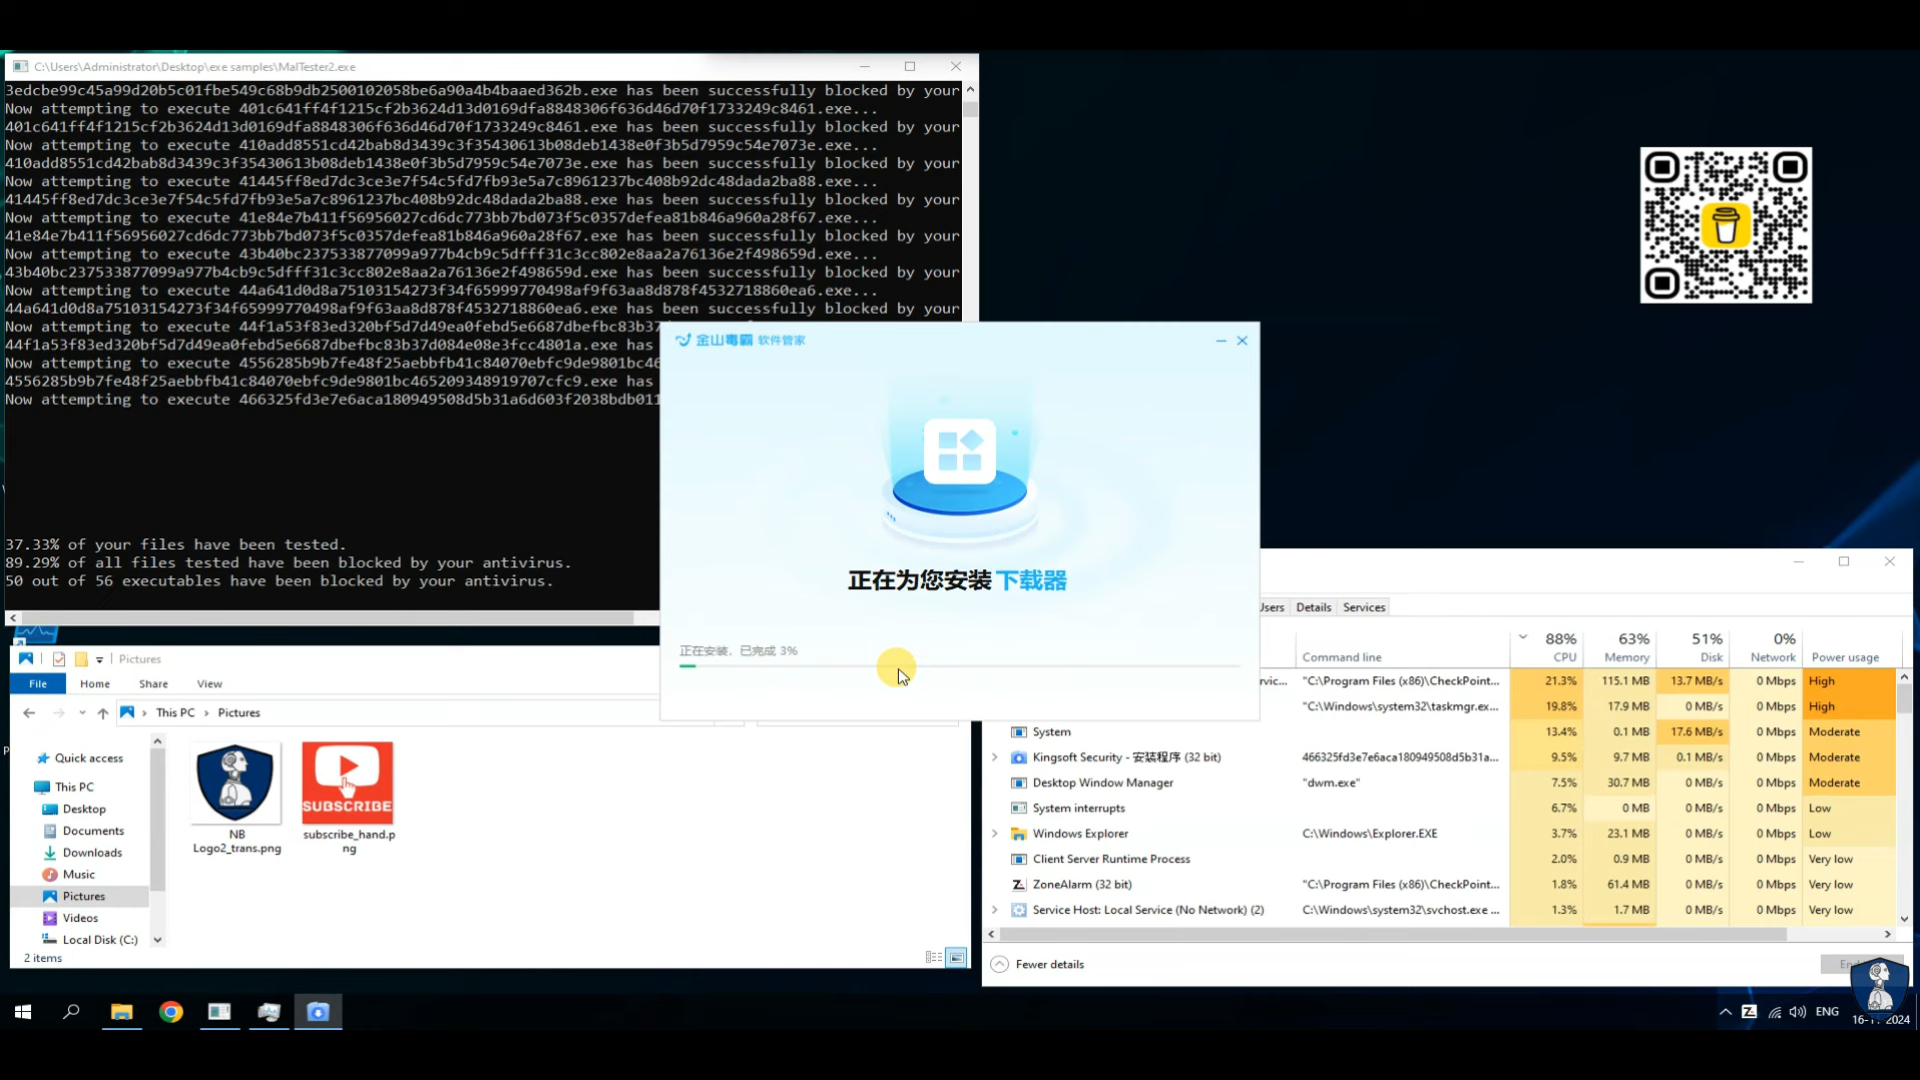 C:\Users\Administrator\Desktop\exe samples\MalTester2.exe
3edcbe99c45a99d20b5c01fbe549c68b9db2500102058be6a90a4b4baaed362b.exe has been successfully blocked by your
Now attempting to execute 401c641ff4f1215cf2b3624d13d0169dfa8848306f636d46d70f1733249c8461.exe...
401c641ff4f1215cf2b3624d13d0169dfa8848306f636d46d70f1733249c8461.exe has been successfully blocked by your
Now attempting to execute 410add8551cd42bab8d3439c3f35430613b08deb1438e0f3b5d7959c54e7073e.exe...
410add8551cd42bab8d3439c3f35430613b08deb1438e0f3b5d7959c54e7073e.exe has been successfully blocked by your
Now attempting to execute 41445ff8ed7dc3ce3e7f54c5fd7fb93e5a7c8961237bc408b92dc48dada2ba88.exe...
41445ff8ed7dc3ce3e7f54c5fd7fb93e5a7c8961237bc408b92dc48dada2ba88.exe has been successfully blocked by your
Now attempting to execute 41e84e7b411f56956027cd6dc773bb7bd073f5c0357defea81b846a960a28f67.exe...
41e84e7b411f56956027cd6dc773bb7bd073f5c0357defea81b846a960a28f67.exe has been successfully blocked by your
Now attempting to execute 43b40bc237533877099a977b4cb9c5dfff31c3cc802e8aa2a76136e2f498659d.exe...
43b40bc237533877099a977b4cb9c5dfff31c3cc802e8aa2a76136e2f498659d.exe has been successfully blocked by your
Now attempting to execute 44a641d0d8a75103154273f34f65999770498af9f63aa8d878f4532718860ea6.exe...
44a641d0d8a75103154273f34f65999770498af9f63aa8d878f4532718860ea6.exe has been successfully blocked by your
Now attempting to execute 44f1a53f83ed320bf5d7d49ea0febd5e6687dbefbc83b37
44f1a53f83ed320bf5d7d49ea0febd5e6687dbefbc83b37d084e08e3fcc4801a.exe has
Now attempting to execute 4556285b9b7fe48f25aebbfb41c84070ebfc9de9801bc46
4556285b9b7fe48f25aebbfb41c84070ebfc9de9801bc465209348919707cfc9.exe has
Now attempting to execute 466325fd3e7e6aca180949508d5b31a6d603f2038bdb011
37.33% of your files have been tested.
89.29% of all files tested have been blocked by your antivirus.
50 out of 56 executables have been blocked by your antivirus.
金山毒霸 软件管家
正在为您安装 下载器
正在安装，已完成 3%
Pictures
File Home Share View
This PC › Pictures
Quick access
This PC
Desktop
Documents
Downloads
Music
Pictures
Videos
Local Disk (C:)
NB Logo2_trans.png
SUBSCRIBE
subscribe_hand.png
2 items
Users Details Services
88% 63% 51% 0%
Command line CPU Memory Disk Network Power usage
"C:\Program Files (x86)\CheckPoint... 21.3% 115.1 MB 13.7 MB/s 0 Mbps High
"C:\Windows\system32\taskmgr.ex... 19.8% 17.9 MB 0 MB/s 0 Mbps High
System 13.4% 0.1 MB 17.6 MB/s 0 Mbps Moderate
Kingsoft Security - 安装程序 (32 bit) 466325fd3e7e6aca180949508d5b31a... 9.5% 9.7 MB 0.1 MB/s 0 Mbps Moderate
Desktop Window Manager "dwm.exe" 7.5% 30.7 MB 0 MB/s 0 Mbps Moderate
System interrupts 6.7% 0 MB 0 MB/s 0 Mbps Low
Windows Explorer C:\Windows\Explorer.EXE 3.7% 23.1 MB 0 MB/s 0 Mbps Low
Client Server Runtime Process 2.0% 0.9 MB 0 MB/s 0 Mbps Very low
ZoneAlarm (32 bit) "C:\Program Files (x86)\CheckPoint... 1.8% 61.4 MB 0 MB/s 0 Mbps Very low
Service Host: Local Service (No Network) (2) C:\Windows\system32\svchost.exe ... 1.3% 1.7 MB 0 MB/s 0 Mbps Very low
Fewer details
ENG